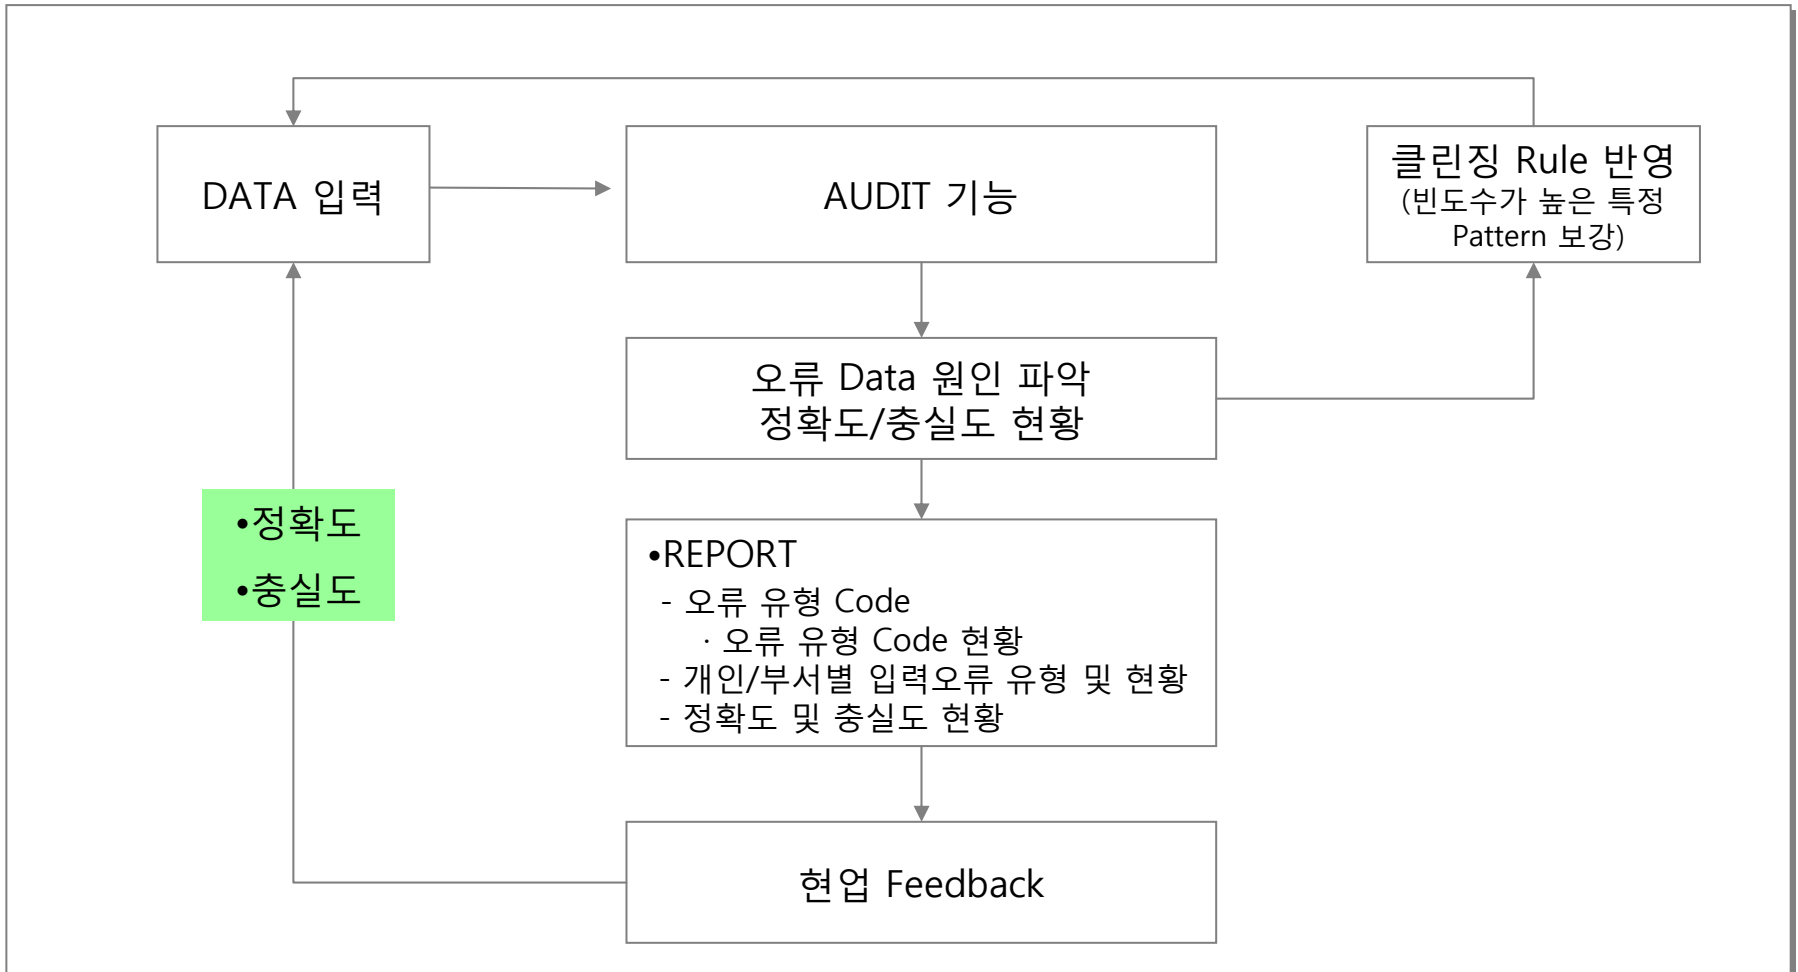 DATA 입력
AUDIT 기능
클린징 Rule 반영
(빈도수가 높은 특정
Pattern 보강)
오류 Data 원인 파악
정확도/충실도 현황
•정확도
•충실도
•REPORT
- 오류 유형 Code
· 오류 유형 Code 현황
- 개인/부서별 입력오류 유형 및 현황
- 정확도 및 충실도 현황
현업 Feedback